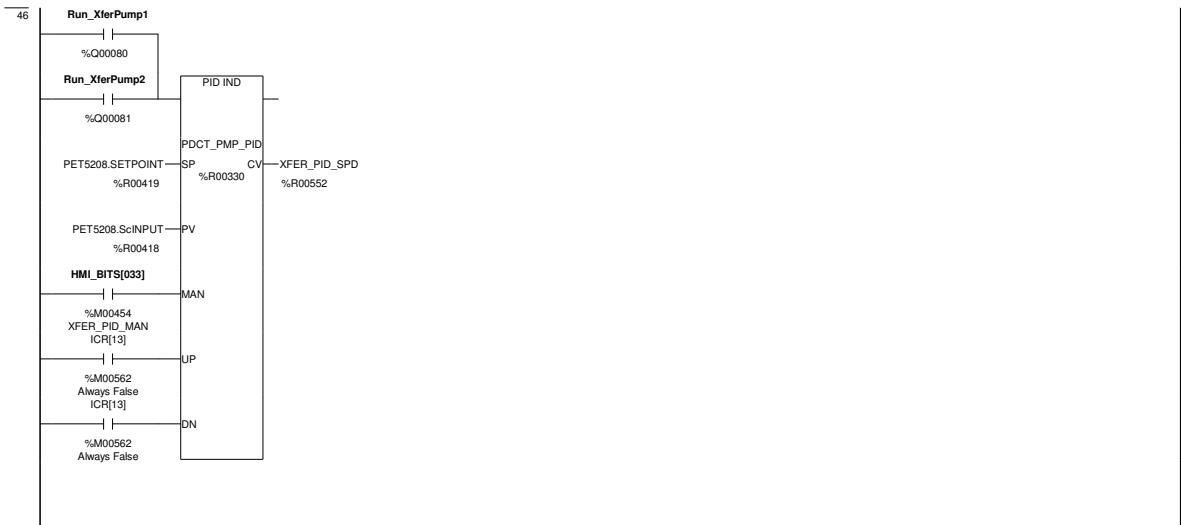 46
Run_XferPump1
%Q00080
Run_XferPump2
PID IND
%Q00081
PDCT_PMP_PID
PET5208.SETPOINT SP CV XFER_PID_SPD
%R00419 %R00330 %R00552
PET5208.ScINPUT PV
%R00418
HMI_BITS[033]
MAN
%M00454
XFER_PID_MAN
ICR[13]
UP
%M00562
Always False
ICR[13]
DN
%M00562
Always False